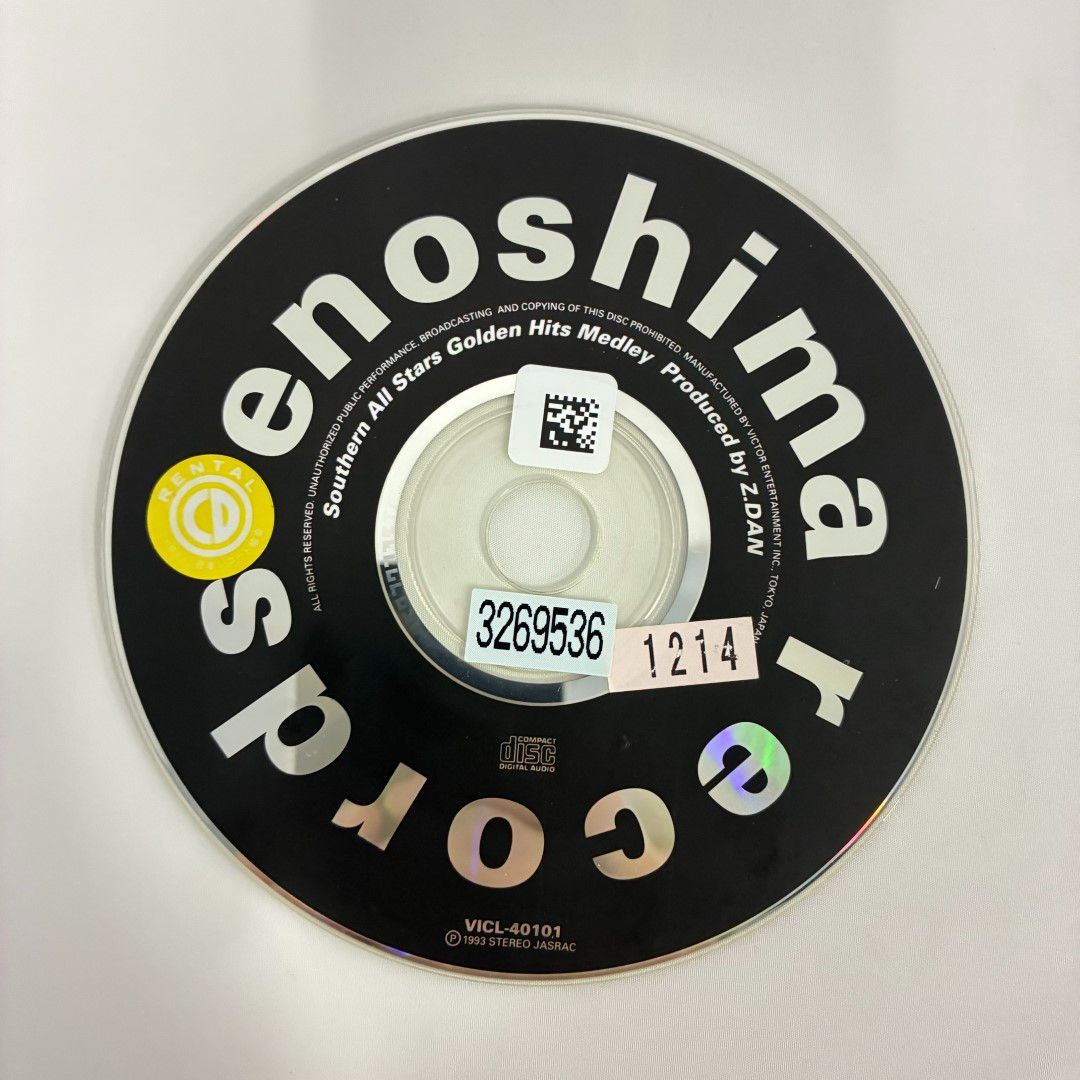 enoshima records
ALL RIGHTS RESERVED. UNAUTHORIZED PUBLIC PERFORMANCE, BROADCASTING AND COPYING OF THIS DISC PROHIBITED. MANUFACTURED BY VICTOR ENTERTAINMENT INC., TOKYO, JAPAN
Southern All Stars Golden Hits Medley Produced by Z.DAN
RENTAL
3269536
1214
COMPACT
disc
DIGITAL AUDIO
VICL-40101
Ⓟ1993 STEREO JASRAC